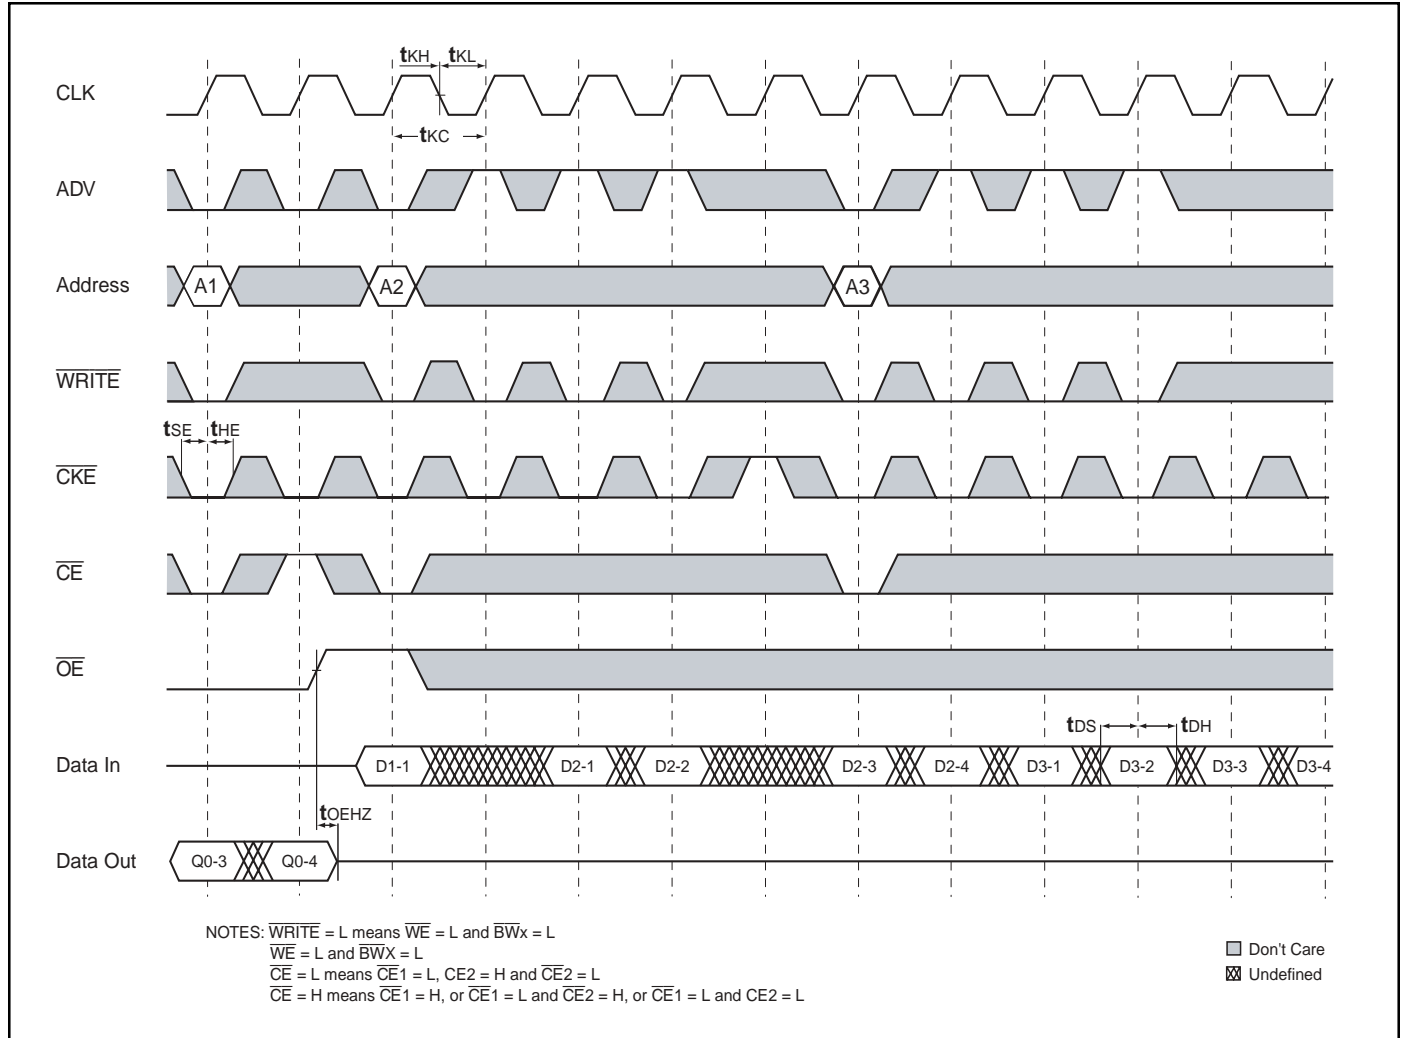 tKH tKL
CLK
tKC
ADV
Address A1 A2 A3
WRITE
tSE tHE
CKE
CE
OE
tDS tDH
Data In D1-1 D2-1 D2-2 D2-3 D2-4 D3-1 D3-2 D3-3 D3-4
tOEHZ
Data Out Q0-3 Q0-4
NOTES: WRITE = L means WE = L and BWx = L
WE = L and BWX = L
CE = L means CE1 = L, CE2 = H and CE2 = L
CE = H means CE1 = H, or CE1 = L and CE2 = H, or CE1 = L and CE2 = L
Don't Care
Undefined